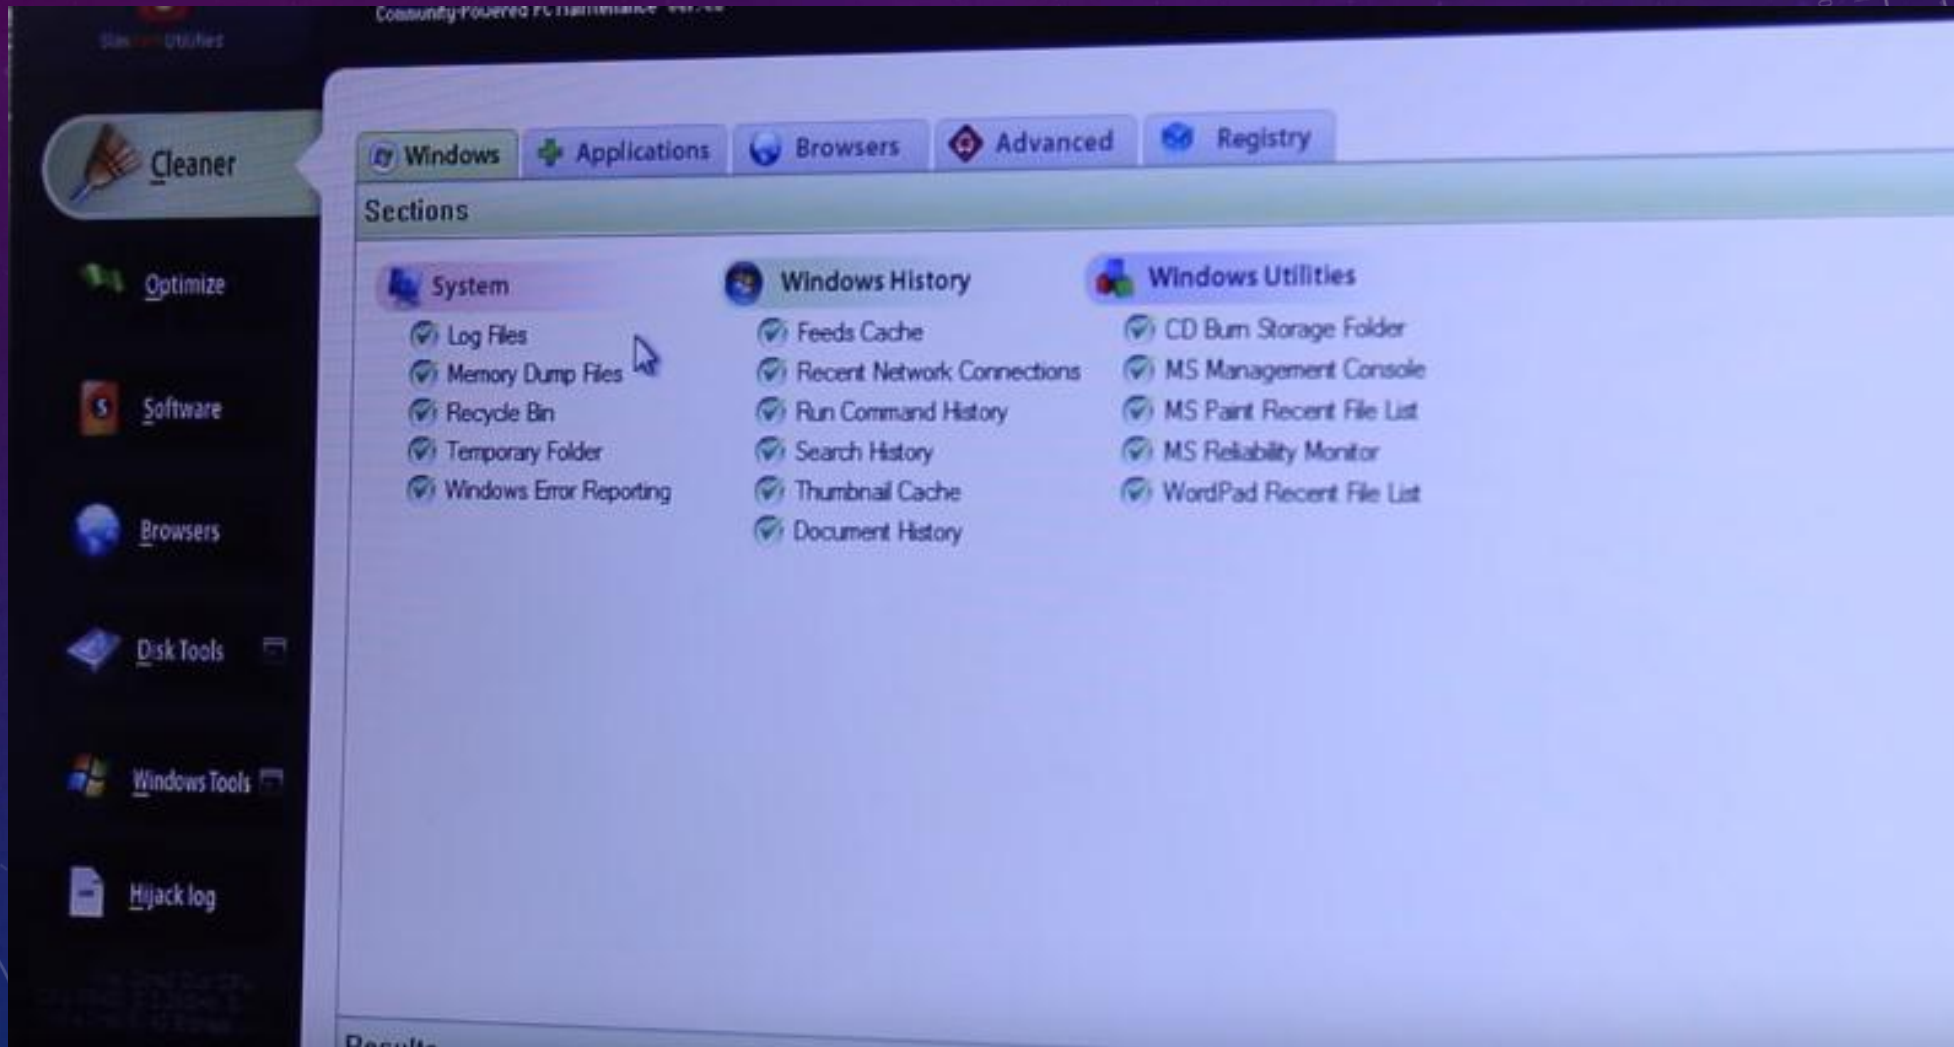 Community-Powered PC Maintenance
Utilities
Cleaner
Windows
Applications
Browsers
Advanced
Registry
Sections
Optimize
Software
Browsers
Disk Tools
Windows Tools
Hijack log
System
Log Files
Memory Dump Files
Recycle Bin
Temporary Folder
Windows Error Reporting
Windows History
Feeds Cache
Recent Network Connections
Run Command History
Search History
Thumbnail Cache
Document History
Windows Utilities
CD Burn Storage Folder
MS Management Console
MS Paint Recent File List
MS Reliability Monitor
WordPad Recent File List
Results